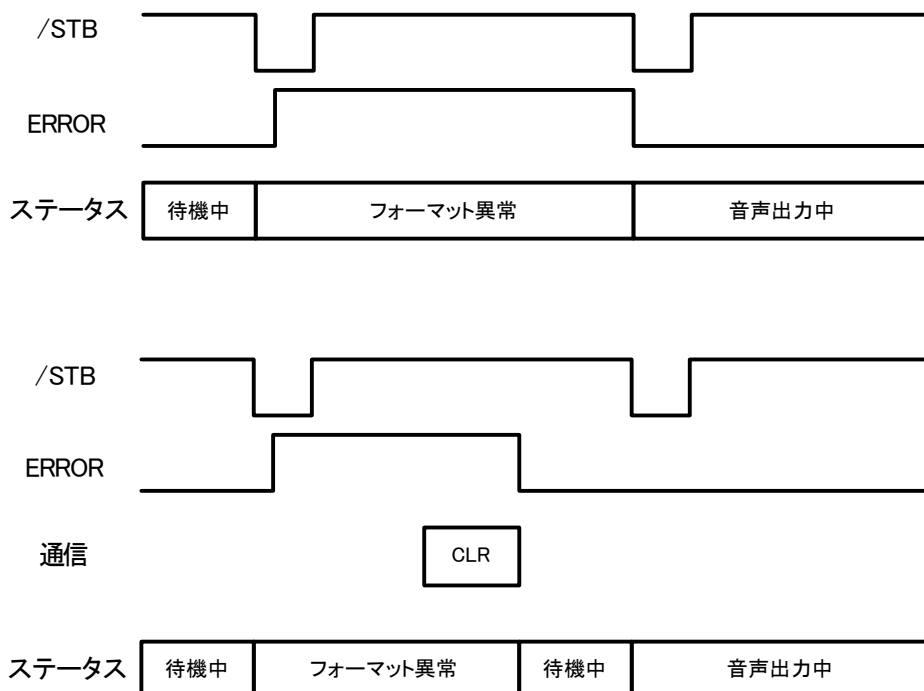 /STB
ERROR
ステータス 待機中 フォーマット異常 音声出力中
/STB
ERROR
通信 CLR
ステータス 待機中 フォーマット異常 待機中 音声出力中